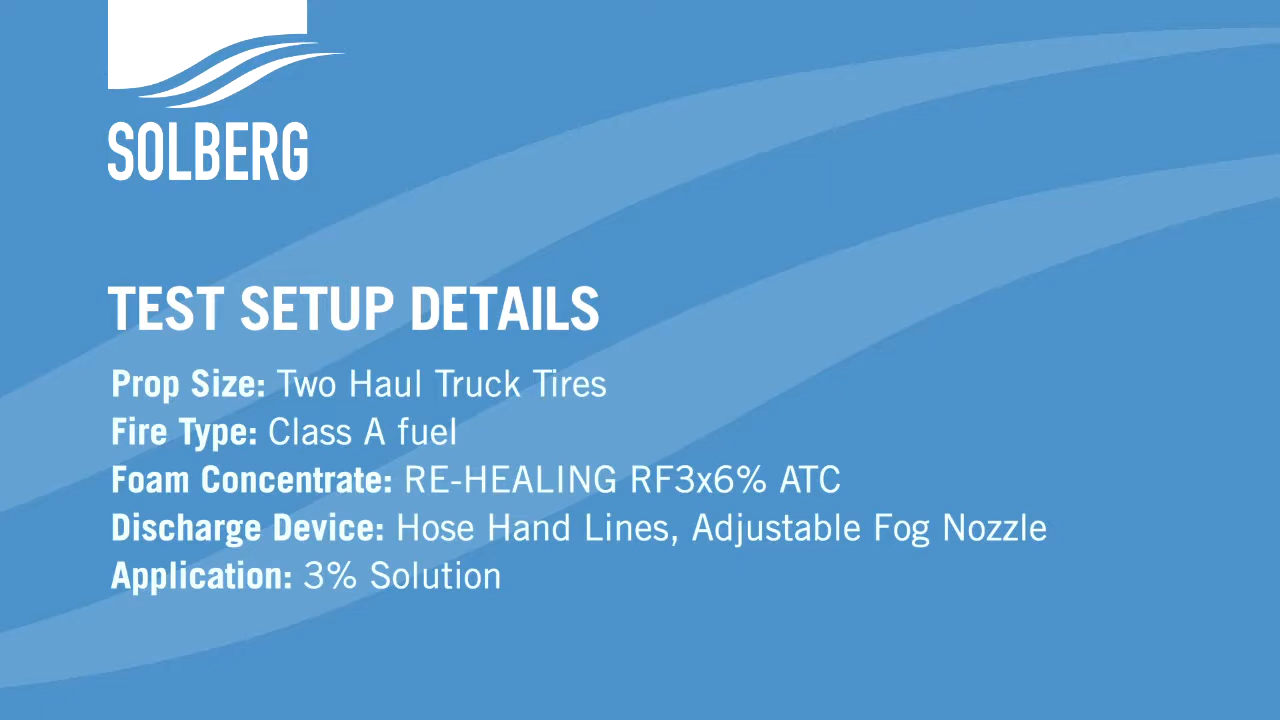 SOLBERG
TEST SETUP DETAILS
Prop Size: Two Haul Truck Tires
Fire Type: Class A fuel
Foam Concentrate: RE-HEALING RF3x6% ATC
Discharge Device: Hose Hand Lines, Adjustable Fog Nozzle
Application: 3% Solution